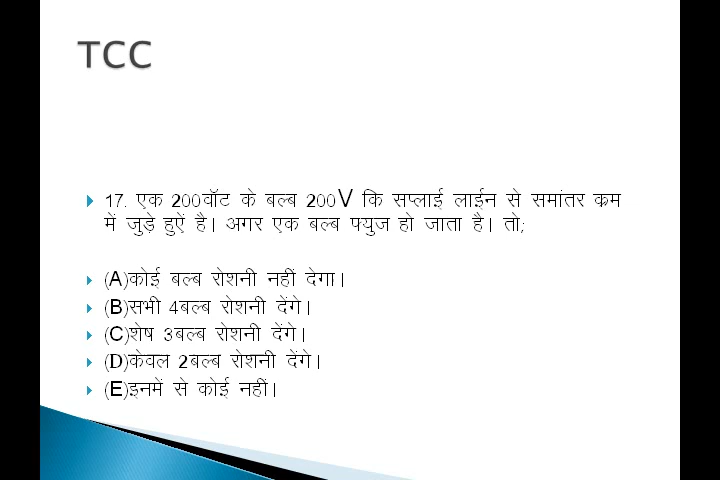 TCC
17. एक 200वॉट के बल्ब 200V कि सप्लाई लाईन से समांतर क्रम
में जुड़े हुऐं है। अगर एक बल्ब फ्युज हो जाता है। तो;
(A)कोई बल्ब रोशनी नहीं देगा।
(B)सभी 4बल्ब रोशनी देंगे।
(C)शेष 3बल्ब रोशनी देंगे।
(D)केवल 2बल्ब रोशनी देंगे।
(E)इनमें से कोई नहीं।